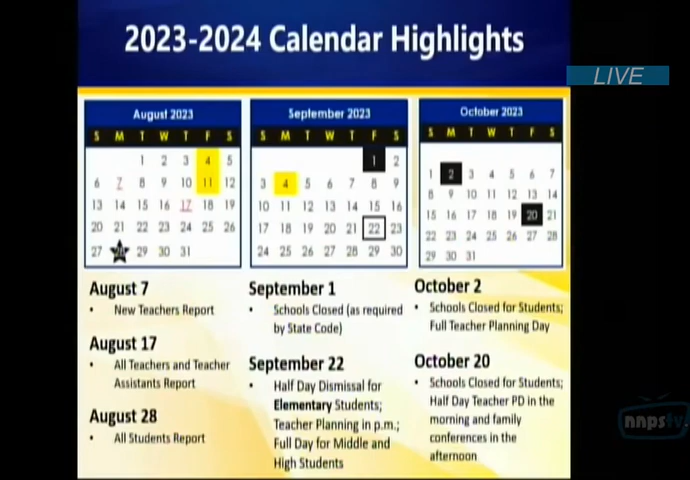 2023-2024 Calendar Highlights
LIVE
August 2023
S M T W T F S
1 2 3 4 5
6 7 8 9 10 11 12
13 14 15 16 17 18 19
20 21 22 23 24 25 26
27 29 30 31
September 2023
S M T W T F S
1 2
3 4 5 6 7 8 9
10 11 12 13 14 15 16
17 18 19 20 21 22 23
24 25 26 27 28 29 30
October 2023
S M T W T F S
1 2 3 4 5 6 7
8 9 10 11 12 13 14
15 16 17 18 19 20 21
22 23 24 25 26 27 28
29 30 31
August 7
• New Teachers Report
August 17
• All Teachers and Teacher
Assistants Report
August 28
• All Students Report
September 1
• Schools Closed (as required
by State Code)
September 22
• Half Day Dismissal for
Elementary Students;
Teacher Planning in p.m.;
Full Day for Middle and
High Students
October 2
• Schools Closed for Students;
Full Teacher Planning Day
October 20
• Schools Closed for Students;
Half Day Teacher PD in the
morning and family
conferences in the
afternoon
nnpstv